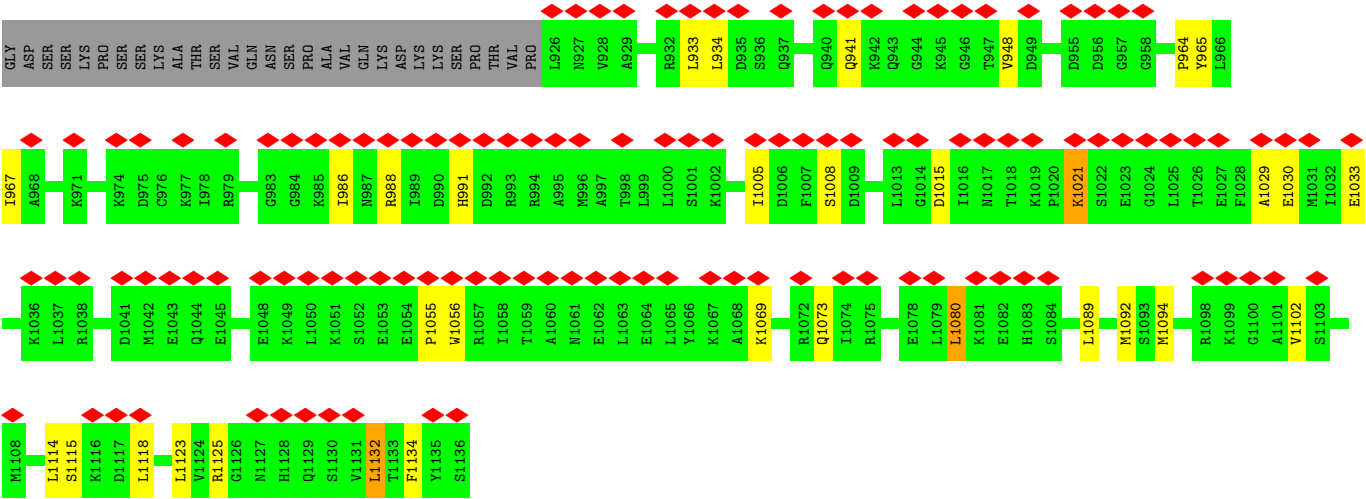 GLY ASP SER SER LYS PRO SER SER LYS ALA THR SER VAL GLN ASN SER PRO ALA VAL GLN LYS ASP LYS LYS SER PRO THR VAL PRO L926 N927 V928 A929 R932 L933 L934 D935 S936 Q937 Q940 Q941 K942 Q943 G944 K945 G946 T947 V948 D949 D955 D956 G957 G958 P964 Y965 L966
I967 A968 K971 K974 D975 C976 K977 I978 R979 G983 G984 K985 I986 N987 R988 I989 D990 H991 D992 R993 R994 A995 M996 A997 T998 L999 L1000 S1001 K1002 I1005 D1006 F1007 S1008 D1009 L1013 G1014 D1015 I1016 N1017 T1018 K1019 P1020 K1021 S1022 E1023 G1024 L1025 T1026 E1027 F1028 A1029 E1030 M1031 I1032 E1033
K1036 L1037 R1038 D1041 M1042 E1043 Q1044 E1045 E1048 K1049 L1050 K1051 S1052 E1053 E1054 P1055 W1056 R1057 I1058 T1059 A1060 N1061 E1062 L1063 E1064 L1065 Y1066 K1067 A1068 K1069 R1072 Q1073 I1074 R1075 E1078 L1079 L1080 K1081 E1082 H1083 S1084 L1089 M1092 S1093 M1094 R1098 K1099 G1100 A1101 V1102 S1103
M1108 L1114 S1115 K1116 D1117 L1118 L1123 V1124 R1125 G1126 N1127 H1128 Q1129 S1130 V1131 L1132 T1133 F1134 Y1135 S1136